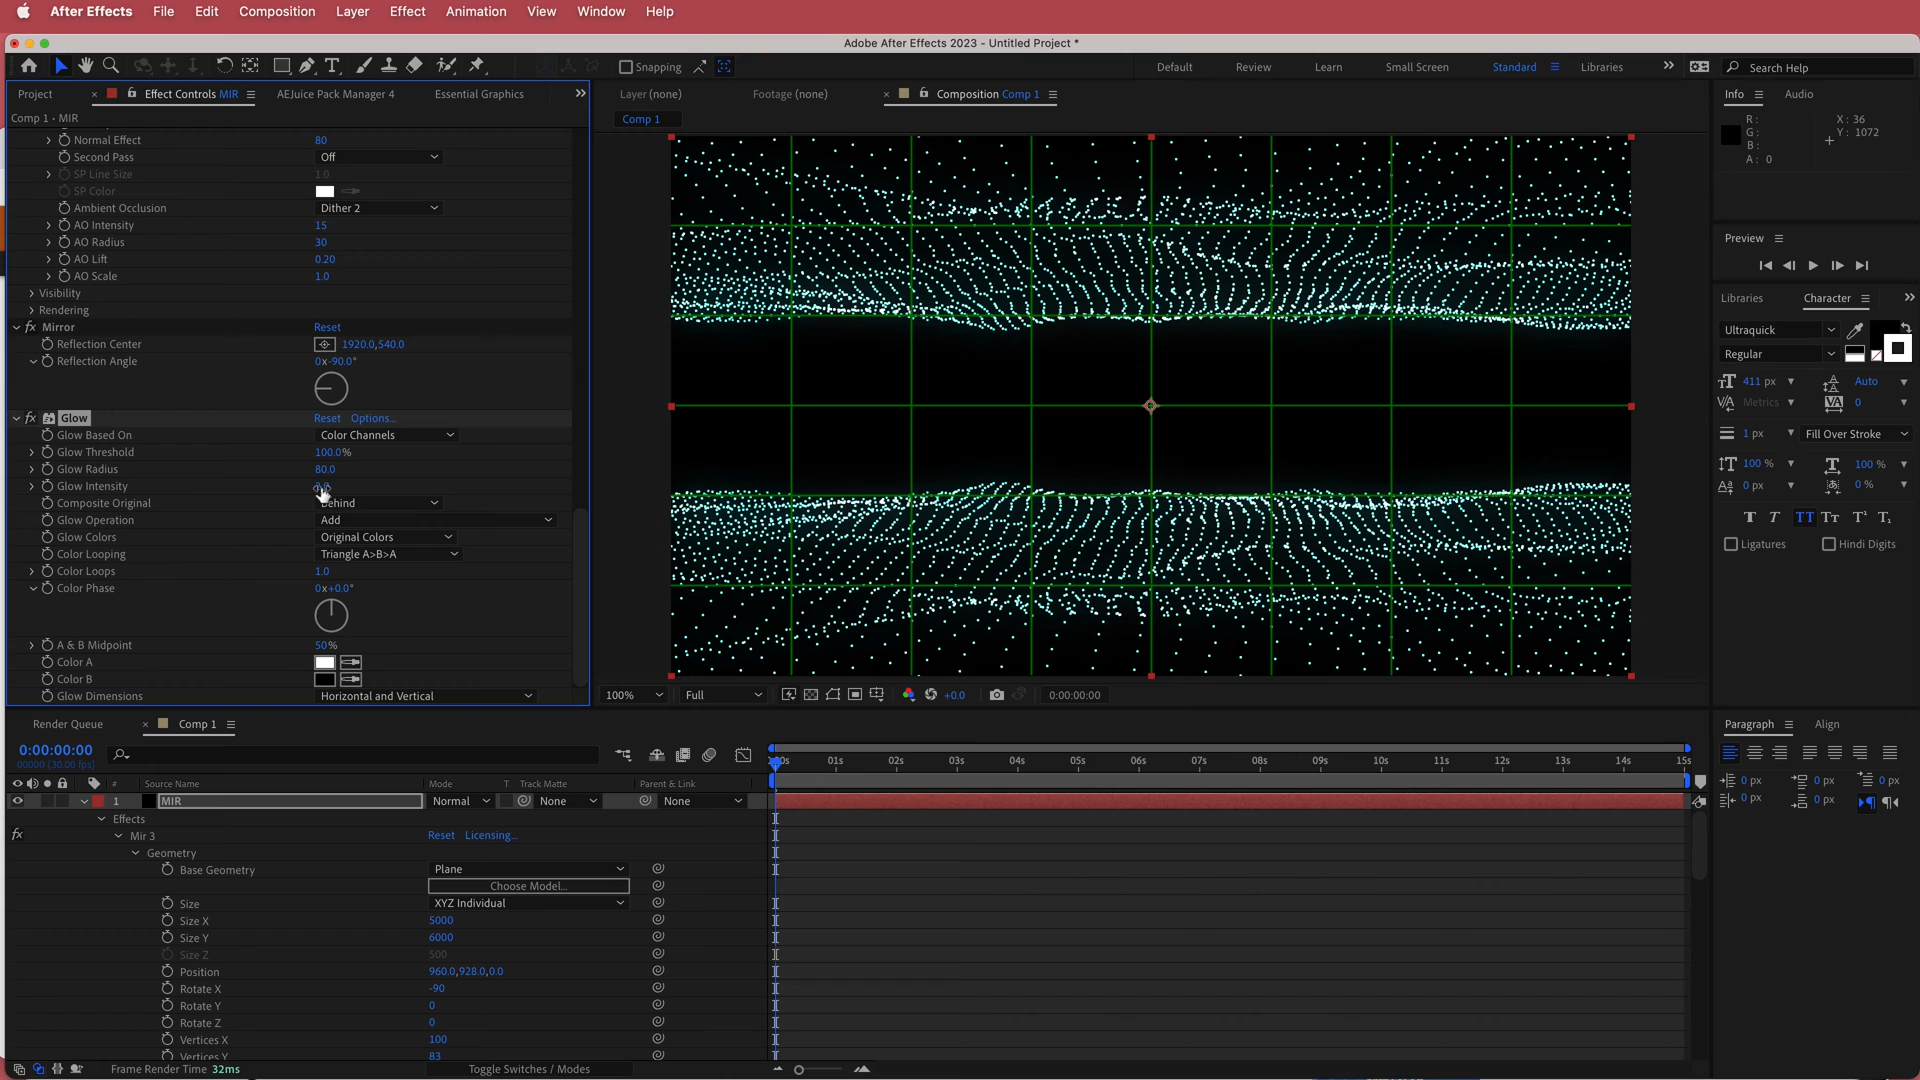 After Effects File Edit Composition Layer Effect Animation View Window Help
Adobe After Effects 2023 - Untitled Project *
Snapping Default Review Learn Small Screen Standard Libraries Search Help
Project Effect Controls MIR AEJuice Pack Manager 4 Essential Graphics
Layer (none) Footage (none) Composition Comp 1
Info Audio
Comp 1 • MIR
Comp 1
R: X: 36
G: Y: 1072
B:
A: 0
Normal Effect 80
Second Pass Off
SP Line Size 1.0
SP Color
Ambient Occlusion Dither 2
AO Intensity 15
AO Radius 30
AO Lift 0.20
AO Scale 1.0
Visibility
Rendering
Mirror Reset
Reflection Center 1920.0,540.0
Reflection Angle 0x-90.0°
Glow Reset Options...
Glow Based On Color Channels
Glow Threshold 100.0%
Glow Radius 80.0
Glow Intensity
Composite Original Behind
Glow Operation Add
Glow Colors Original Colors
Color Looping Triangle A>B>A
Color Loops 1.0
Color Phase 0x+0.0°
A & B Midpoint 50%
Color A
Color B
Glow Dimensions Horizontal and Vertical
100% Full +0.0 0:00:00:00
Preview
Libraries Character
Ultraquick
Regular
411 px Auto
Metrics 0
1 px Fill Over Stroke
100 % 100 %
0 px 0 %
Ligatures Hindi Digits
Render Queue Comp 1
0:00:00:00
00000 (30.00 fps)
01s 02s 03s 04s 05s 06s 07s 08s 09s 10s 11s 12s 13s 14s 15s
# Source Name Mode T Track Matte Parent & Link
1 MIR Normal None None
Effects
Mir 3 Reset Licensing...
Geometry
Base Geometry Plane
Choose Model...
Size XYZ Individual
Size X 5000
Size Y 6000
Size Z 500
Position 960.0,928.0,0.0
Rotate X -90
Rotate Y 0
Rotate Z 0
Vertices X 100
Vertices Y 83
Frame Render Time 32ms Toggle Switches / Modes
Paragraph Align
0 px 0 px 0 px
0 px 0 px